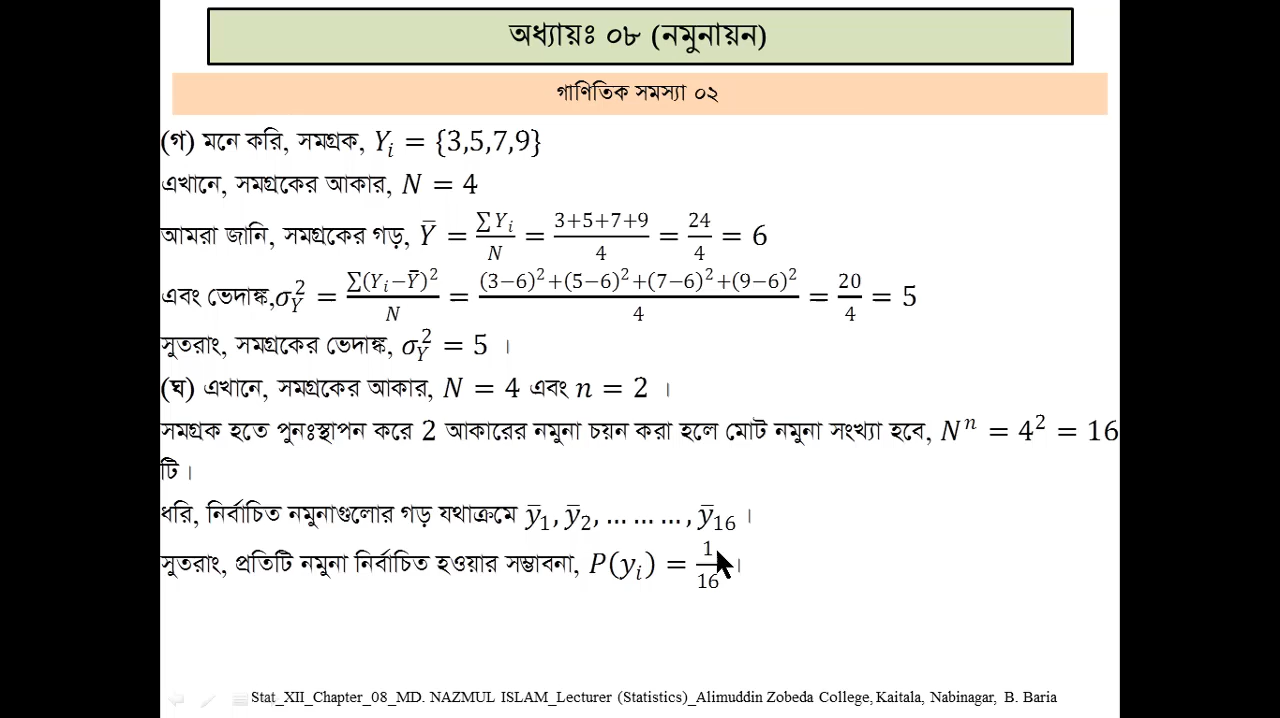 অধ্যায়ঃ ০৮ (নমুনায়ন)
গাণিতিক সমস্যা ০২
(গ) মনে করি, সমগ্রক, Yᵢ = {3,5,7,9}
এখানে, সমগ্রকের আকার, N = 4
আমরা জানি, সমগ্রকের গড়, Ȳ = ∑Yᵢ/N = (3+5+7+9)/4 = 24/4 = 6
এবং ভেদাঙ্ক, σ_Y² = ∑(Yᵢ−Ȳ)²/N = ((3−6)²+(5−6)²+(7−6)²+(9−6)²)/4 = 20/4 = 5
সুতরাং, সমগ্রকের ভেদাঙ্ক, σ_Y² = 5 ।
(ঘ) এখানে, সমগ্রকের আকার, N = 4 এবং n = 2 ।
সমগ্রক হতে পুনঃস্থাপন করে 2 আকারের নমুনা চয়ন করা হলে মোট নমুনা সংখ্যা হবে, Nⁿ = 4² = 16
টি।
ধরি, নির্বাচিত নমুনাগুলোর গড় যথাক্রমে ȳ₁, ȳ₂, … … …, ȳ₁₆ ।
সুতরাং, প্রতিটি নমুনা নির্বাচিত হওয়ার সম্ভাবনা, P(yᵢ) = 1/16 ।
Stat_XII_Chapter_08_MD. NAZMUL ISLAM_Lecturer (Statistics)_Alimuddin Zobeda College, Kaitala, Nabinagar, B. Baria